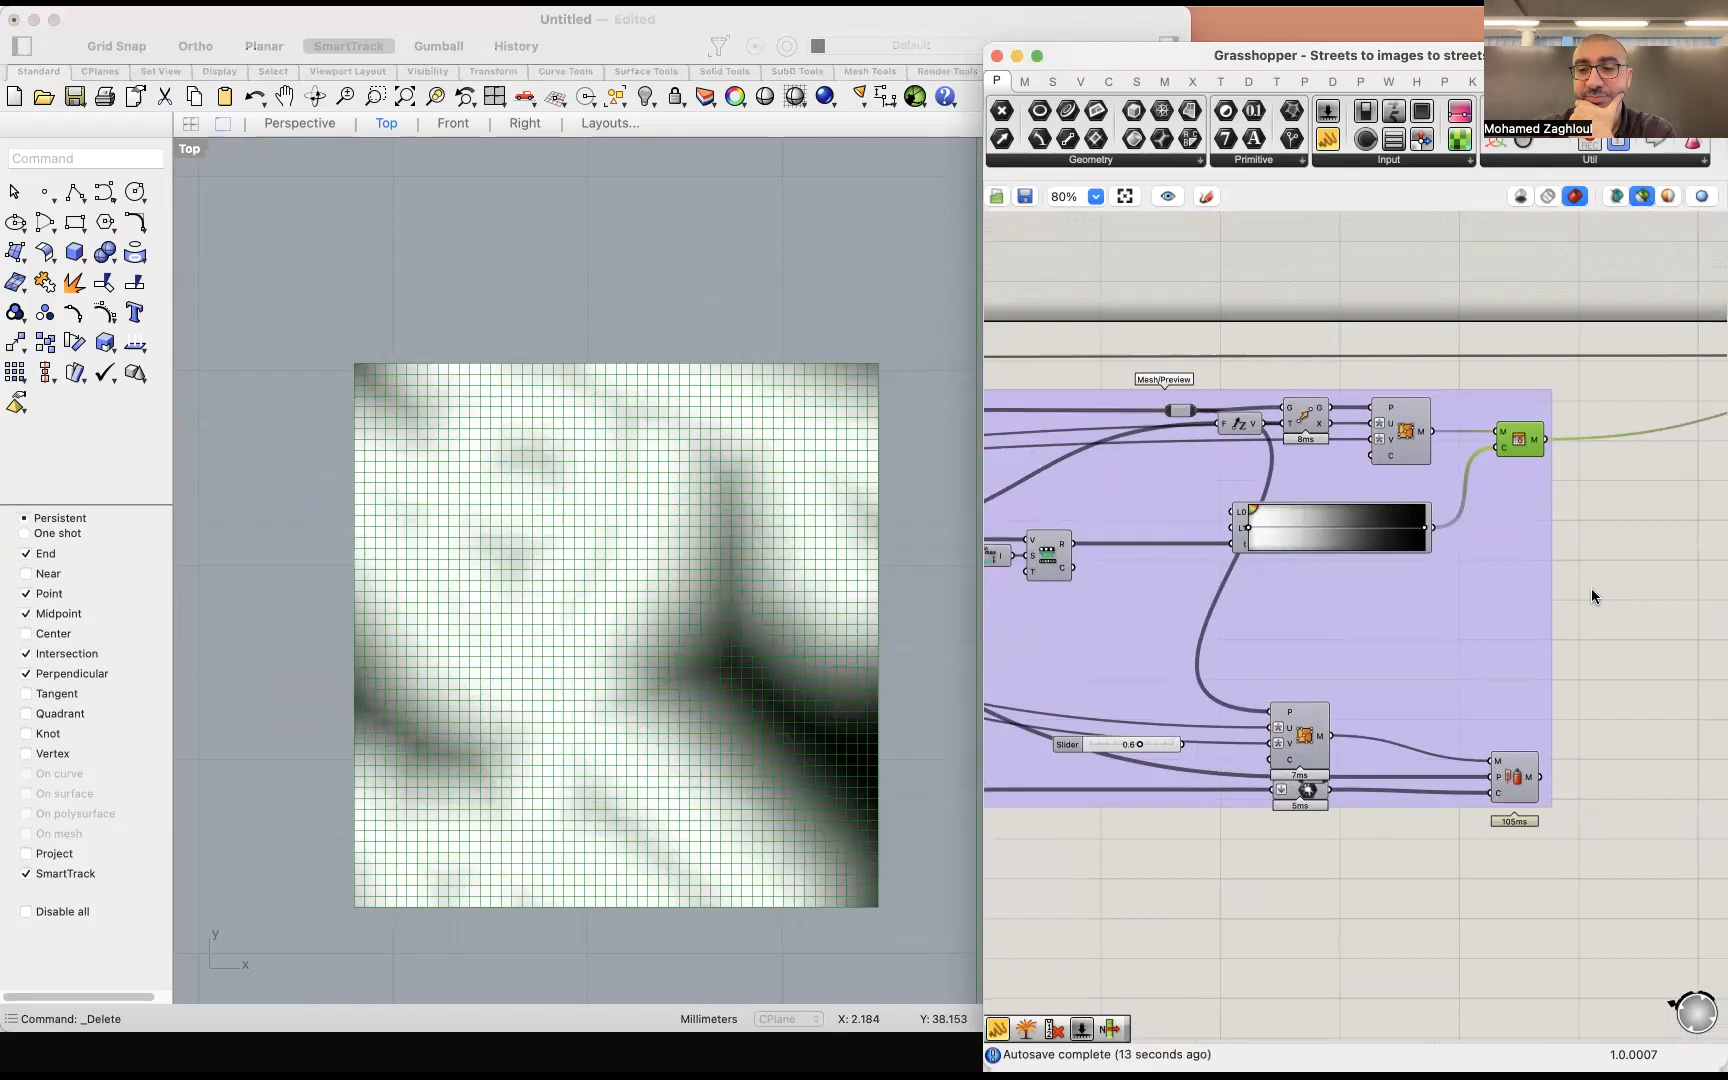 Untitled — Edited
Grid Snap
Ortho
Planar
SmartTrack
Gumball
History
Default
Standard
CPlanes
Set View
Display
Select
Viewport Layout
Visibility
Transform
Curve Tools
Surface Tools
Solid Tools
SubD Tools
Mesh Tools
Render Tools
Perspective
Top
Front
Right
Layouts...
Command
Top
Persistent
One shot
End
Near
Point
Midpoint
Center
Intersection
Perpendicular
Tangent
Quadrant
Knot
Vertex
On curve
On surface
On polysurface
On mesh
Project
SmartTrack
Disable all
y
x
Command: _Delete
Millimeters
CPlane
X: 2.184
Y: 38.153
Grasshopper - Streets to images to streets
P M S V C S M X T D T P D P W H M P K
Geometry
Primitive
Input
Util
REC
Mohamed Zaghloul
80%
Mesh/Preview
F V
G G
T X
8ms
P
U
V M
C
M M
C
L0
L1
t
V R
S
T C
Slider 0.6
P
U
V M
C
7ms
5ms
M
P M
C
105ms
Autosave complete (13 seconds ago)
1.0.0007